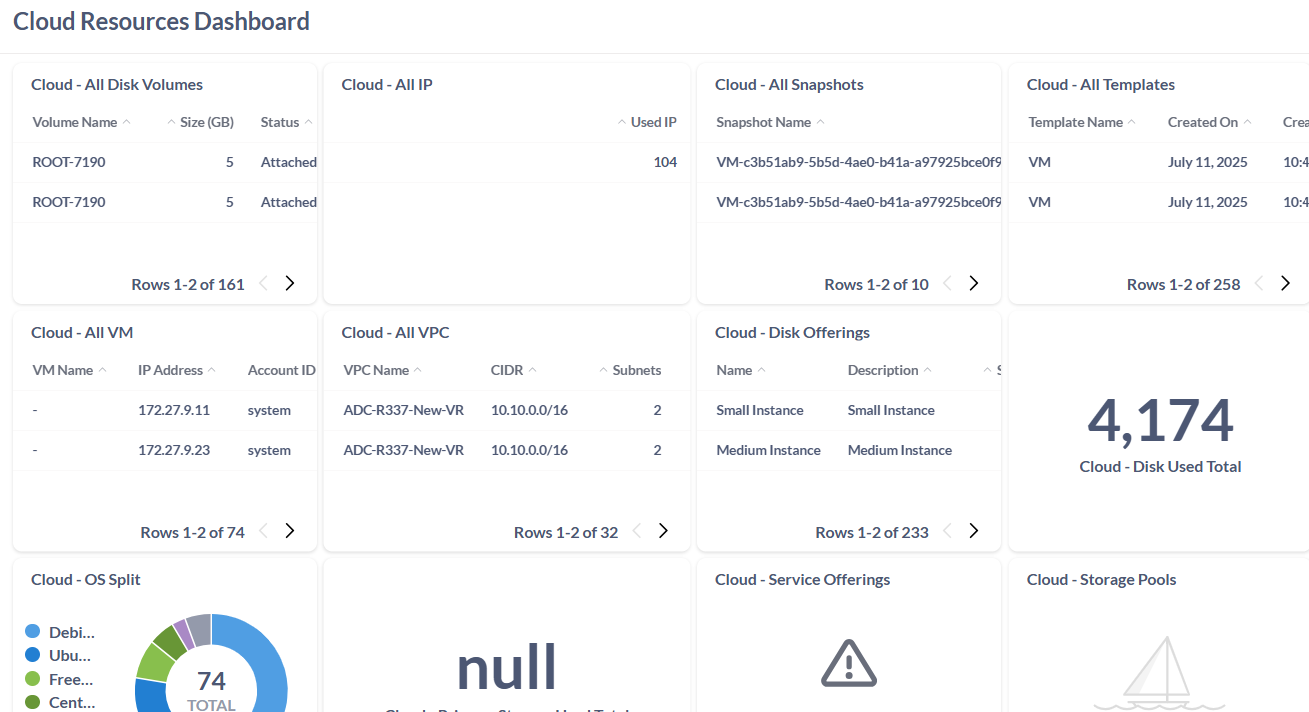 Cloud Resources Dashboard
Cloud - All Disk Volumes
Volume Name Size (GB) Status
ROOT-7190 5 Attached
ROOT-7190 5 Attached
Rows 1-2 of 161
Cloud - All IP
Used IP
104
Cloud - All Snapshots
Snapshot Name
VM-c3b51ab9-5b5d-4ae0-b41a-a97925bce0f9
VM-c3b51ab9-5b5d-4ae0-b41a-a97925bce0f9
Rows 1-2 of 10
Cloud - All Templates
Template Name Created On Crea
VM July 11, 2025 10:4
VM July 11, 2025 10:4
Rows 1-2 of 258
Cloud - All VM
VM Name IP Address Account ID
- 172.27.9.11 system
- 172.27.9.23 system
Rows 1-2 of 74
Cloud - All VPC
VPC Name CIDR Subnets
ADC-R337-New-VR 10.10.0.0/16 2
ADC-R337-New-VR 10.10.0.0/16 2
Rows 1-2 of 32
Cloud - Disk Offerings
Name Description
Small Instance Small Instance
Medium Instance Medium Instance
Rows 1-2 of 233
4,174
Cloud - Disk Used Total
Cloud - OS Split
Debi...
Ubu...
Free...
Cent...
74
TOTAL
null
Cloud - Service Offerings
Cloud - Storage Pools